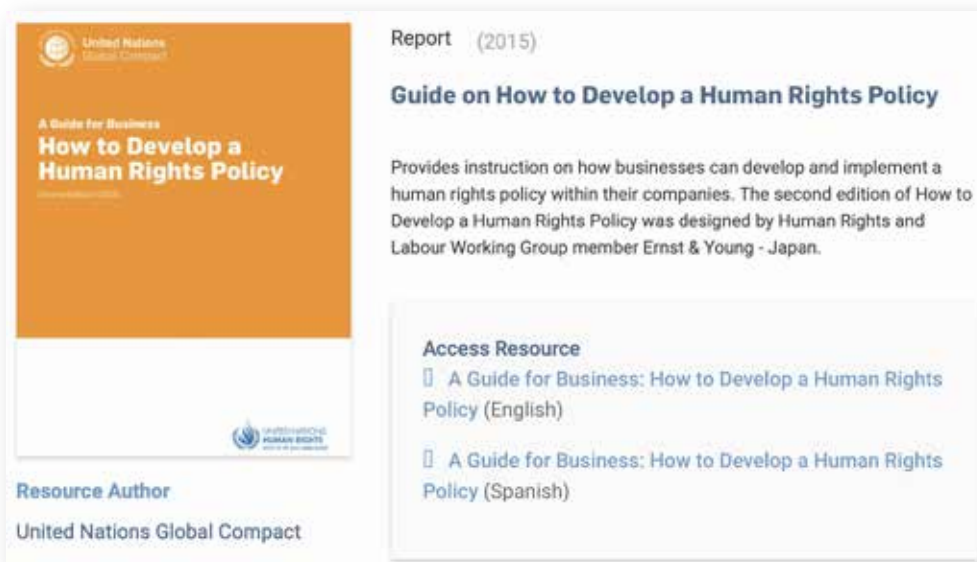 United Nations
Global Compact
A Guide for Business
How to Develop a
Human Rights Policy
UNITED NATIONS
HUMAN RIGHTS
Resource Author
United Nations Global Compact
Report (2015)
Guide on How to Develop a Human Rights Policy
Provides instruction on how businesses can develop and implement a
human rights policy within their companies. The second edition of How to
Develop a Human Rights Policy was designed by Human Rights and
Labour Working Group member Ernst & Young - Japan.
Access Resource
A Guide for Business: How to Develop a Human Rights
Policy (English)
A Guide for Business: How to Develop a Human Rights
Policy (Spanish)